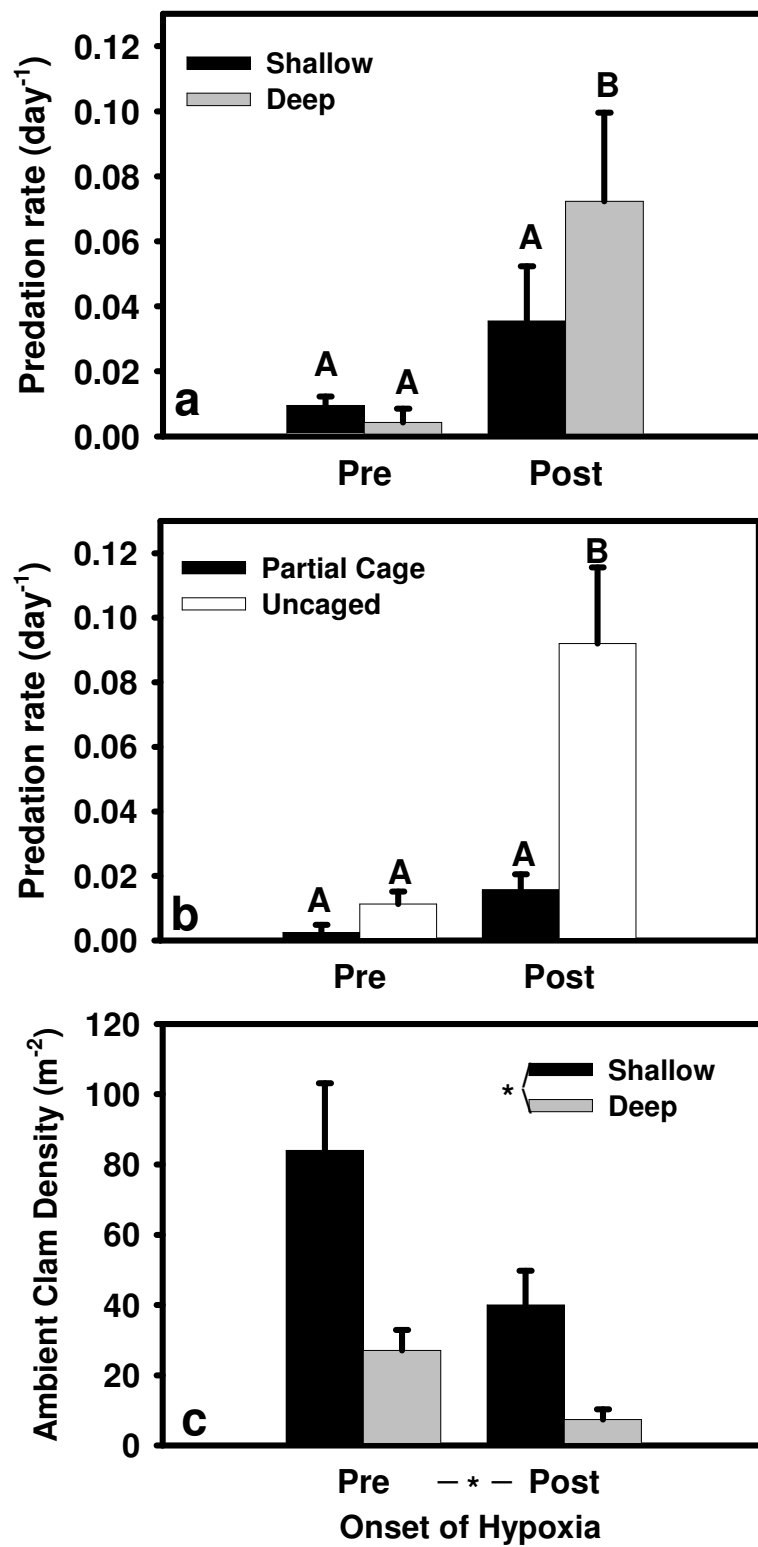 Predation rate (day-1)
0.12
0.10
0.08
0.06
0.04
0.02
0.00
Shallow
Deep
A
A
A
B
a
Pre Post
Predation rate (day-1)
0.12
0.10
0.08
0.06
0.04
0.02
0.00
Partial Cage
Uncaged
A
A
A
B
b
Pre Post
Ambient Clam Density (m-2)
120
100
80
60
40
20
0
* Shallow
Deep
c
Pre — * — Post
Onset of Hypoxia